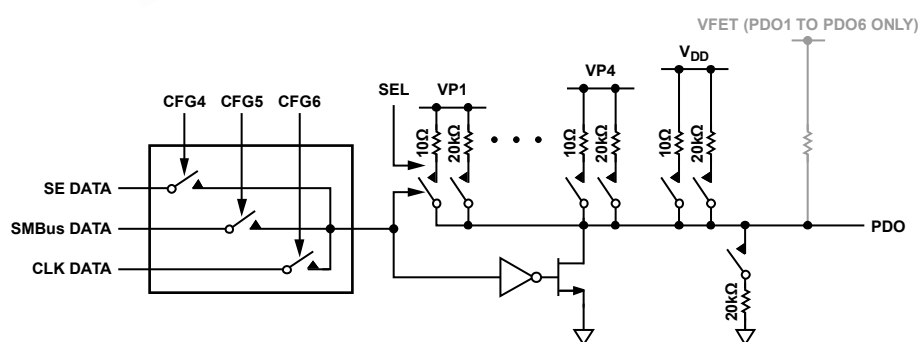 VFET (PDO1 TO PDO6 ONLY)
VDD
VP4
SEL VP1
CFG4 CFG5 CFG6
10Ω 20kΩ 10Ω 20kΩ 10Ω 20kΩ
SE DATA
SMBus DATA
PDO
CLK DATA
20kΩ